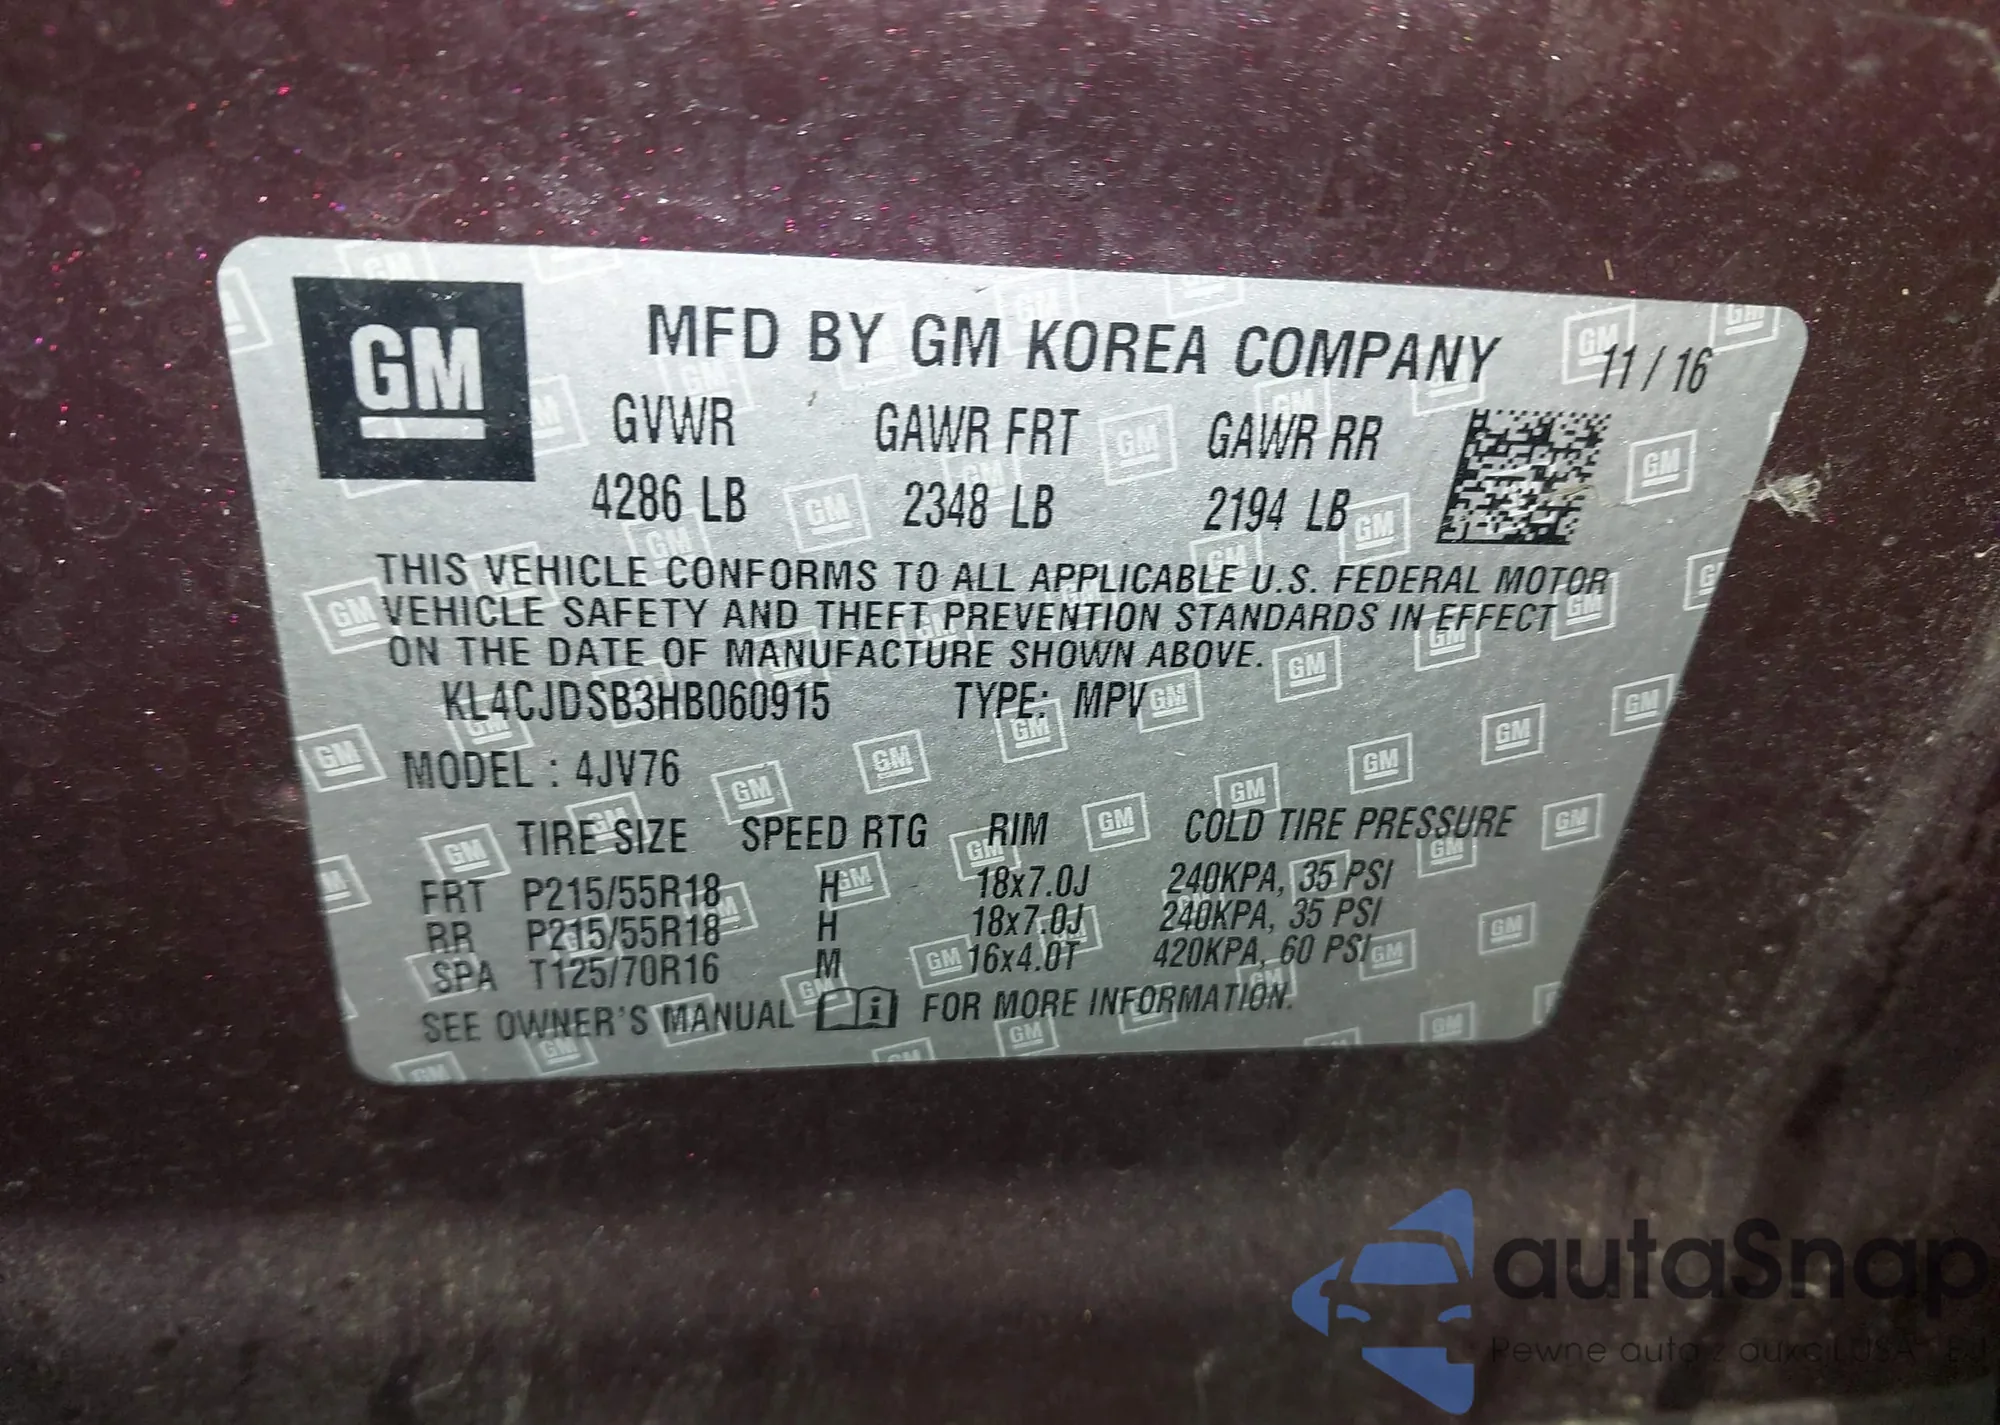 GM
MFD BY GM KOREA COMPANY 11 / 16
GVWR GAWR FRT GAWR RR
4286 LB 2348 LB 2194 LB
THIS VEHICLE CONFORMS TO ALL APPLICABLE U.S. FEDERAL MOTOR
VEHICLE SAFETY AND THEFT PREVENTION STANDARDS IN EFFECT
ON THE DATE OF MANUFACTURE SHOWN ABOVE.
KL4CJDSB3HB060915 TYPE: MPV
MODEL : 4JV76
TIRE SIZE SPEED RTG RIM COLD TIRE PRESSURE
FRT P215/55R18 H 18x7.0J 240KPA, 35 PSI
RR P215/55R18 H 18x7.0J 240KPA, 35 PSI
SPA T125/70R16 M 16x4.0T 420KPA, 60 PSI
SEE OWNER'S MANUAL FOR MORE INFORMATION.
autaSnap
Pewne auta z aukcji USA